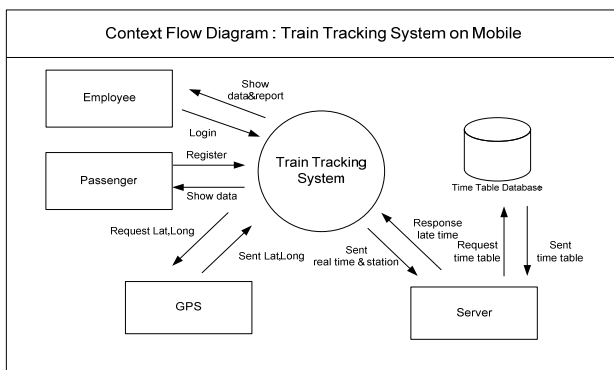 Context Flow Diagram : Train Tracking System on Mobile
Employee
Show
data&report
Login
Register
Passenger
Show data
Train Tracking
System
Time Table Database
Request Lat,Long
Sent Lat,Long
GPS
Sent
real time & station
Response
late time
Request
time table
Sent
time table
Server